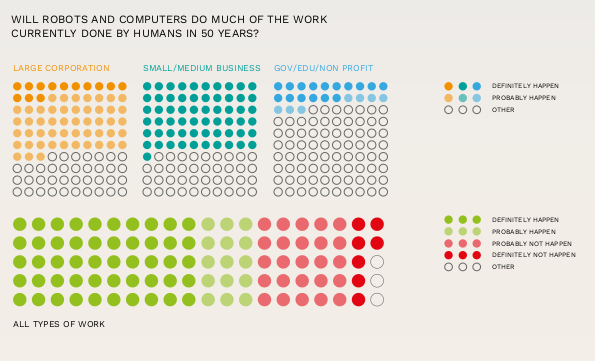 WILL ROBOTS AND COMPUTERS DO MUCH OF THE WORK
CURRENTLY DONE BY HUMANS IN 50 YEARS?
LARGE CORPORATION
SMALL/MEDIUM BUSINESS
GOV/EDU/NON PROFIT
DEFINITELY HAPPEN
PROBABLY HAPPEN
OTHER
DEFINITELY HAPPEN
PROBABLY HAPPEN
PROBABLY NOT HAPPEN
DEFINITELY NOT HAPPEN
OTHER
ALL TYPES OF WORK